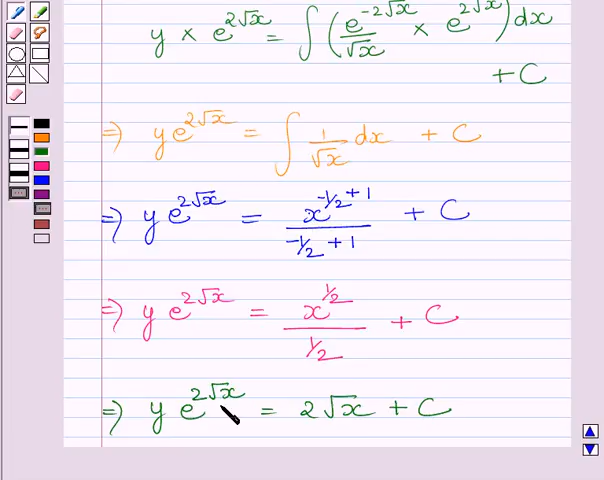 y × e^{2√x} = ∫ (e^{-2√x}/√x × e^{2√x}) dx
+ C
⇒ y e^{2√x} = ∫ 1/√x dx + C
⇒ y e^{2√x} = x^{-1/2 + 1}/(-1/2 + 1) + C
⇒ y e^{2√x} = x^{1/2}/(1/2) + C
⇒ y e^{2√x} = 2√x + C